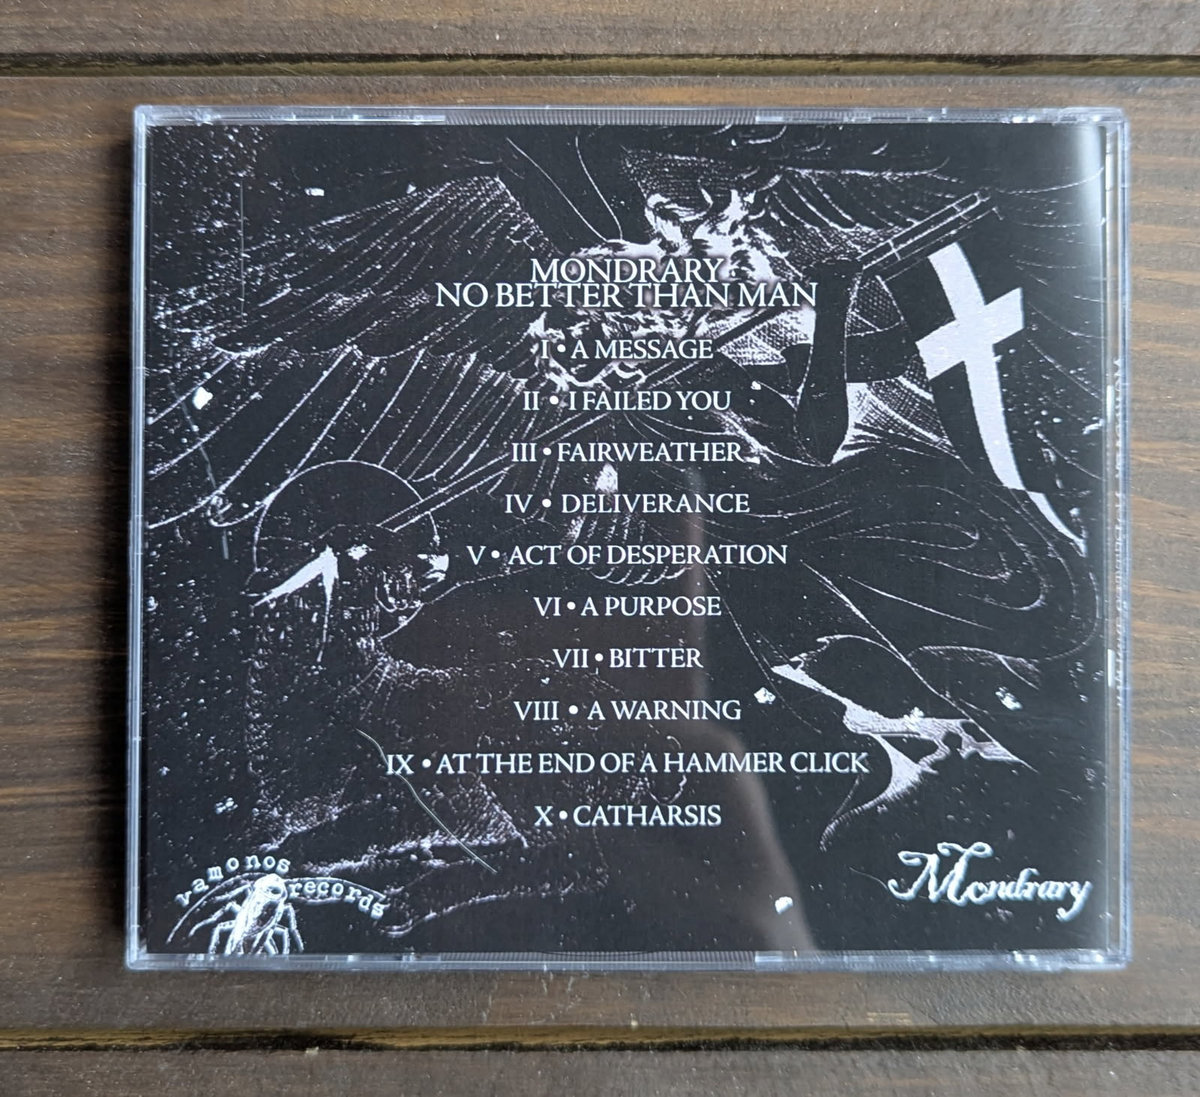 MONDRARY
NO BETTER THAN MAN
I • A MESSAGE
II • I FAILED YOU
III • FAIRWEATHER
IV • DELIVERANCE
V • ACT OF DESPERATION
VI • A PURPOSE
VII • BITTER
VIII • A WARNING
IX • AT THE END OF A HAMMER CLICK
X • CATHARSIS
vamonos
records
Mondrary